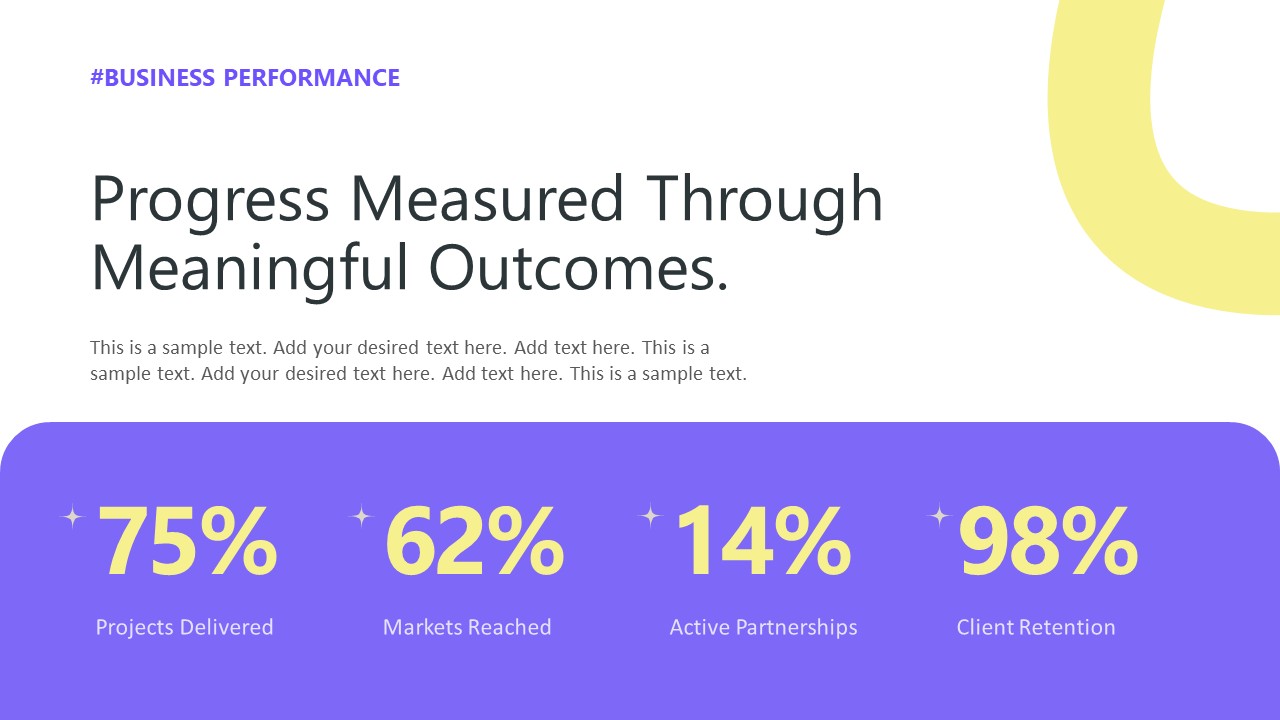 #BUSINESS PERFORMANCE
Progress Measured Through
Meaningful Outcomes.
This is a sample text. Add your desired text here. Add text here. This is a
sample text. Add your desired text here. Add text here. This is a sample text.
75% 62% 14% 98%
Projects Delivered Markets Reached Active Partnerships Client Retention